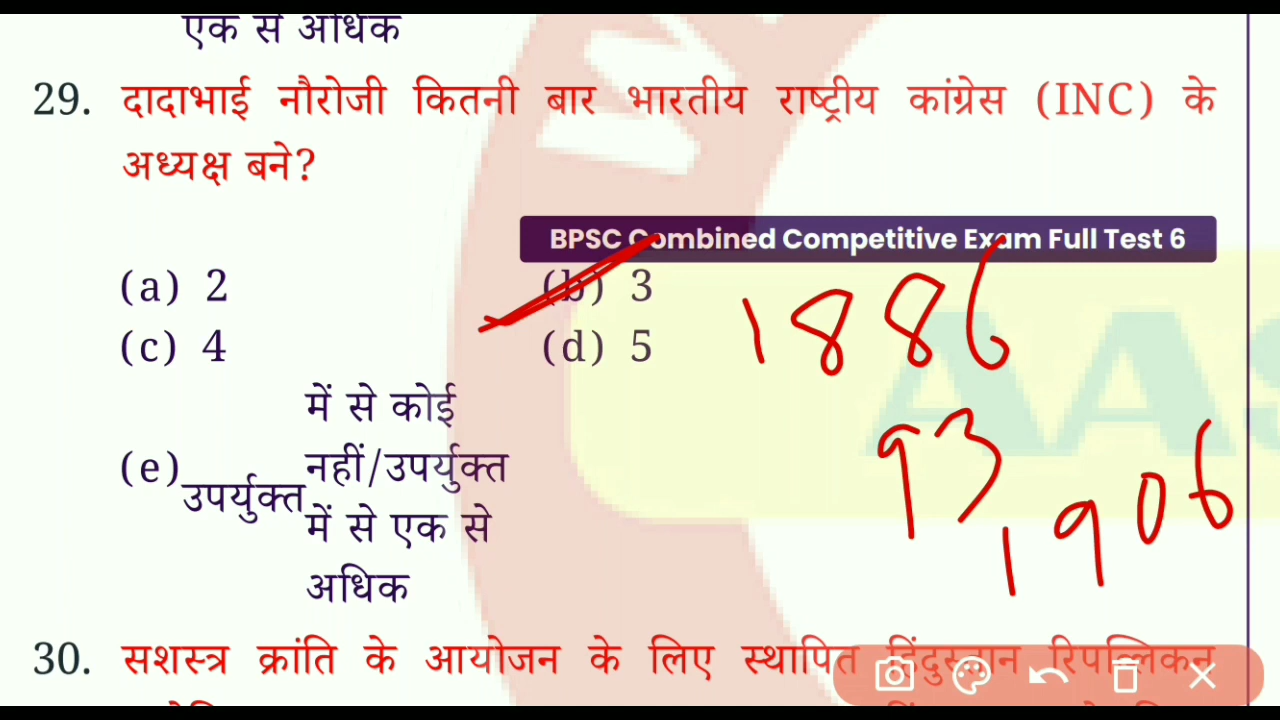 एक से अधिक
29. दादाभाई नौरोजी कितनी बार भारतीय राष्ट्रीय कांग्रेस (INC) के
अध्यक्ष बने?
BPSC Combined Competitive Exam Full Test 6
(a) 2 (b) 3
(c) 4 (d) 5
1886
93
1906
में से कोई
(e) उपर्युक्त नहीं/उपर्युक्त
में से एक से
अधिक
30. सशस्त्र क्रांति के आयोजन के लिए स्थापित हिंदुस्तान रिपब्लिकन